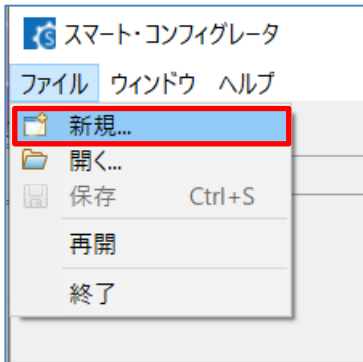 スマート・コンフィグレータ
ファイル ウィンドウ ヘルプ
新規...
開く...
保存 Ctrl+S
再開
終了